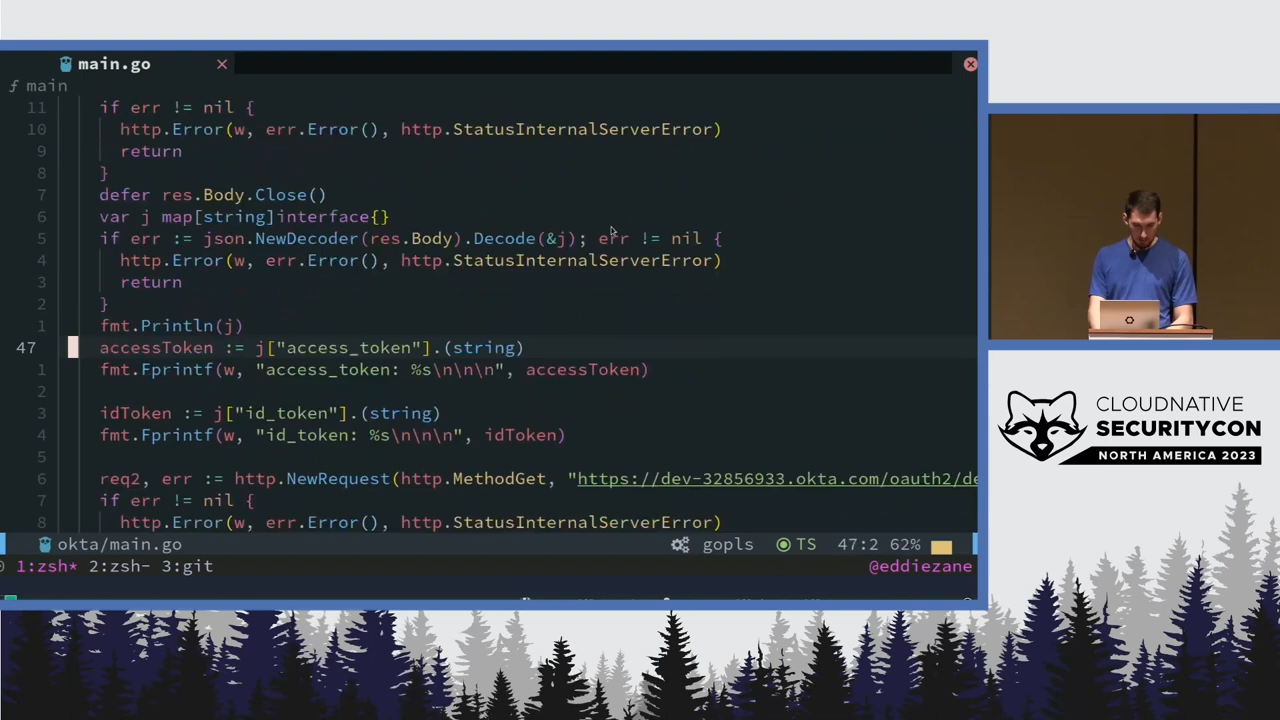 main.go
ƒ main
11 if err != nil {
10 http.Error(w, err.Error(), http.StatusInternalServerError)
9 return
8 }
7 defer res.Body.Close()
6 var j map[string]interface{}
5 if err := json.NewDecoder(res.Body).Decode(&j); err != nil {
4 http.Error(w, err.Error(), http.StatusInternalServerError)
3 return
2 }
1 fmt.Println(j)
47 accessToken := j["access_token"].(string)
1 fmt.Fprintf(w, "access_token: %s\n\n\n", accessToken)
2
3 idToken := j["id_token"].(string)
4 fmt.Fprintf(w, "id_token: %s\n\n\n", idToken)
5
6 req2, err := http.NewRequest(http.MethodGet, "https://dev-32856933.okta.com/oauth2/de
7 if err != nil {
8 http.Error(w, err.Error(), http.StatusInternalServerError)
okta/main.go gopls TS 47:2 62%
1:zsh* 2:zsh- 3:git @eddiezane
CLOUDNATIVE
SECURITYCON
NORTH AMERICA 2023